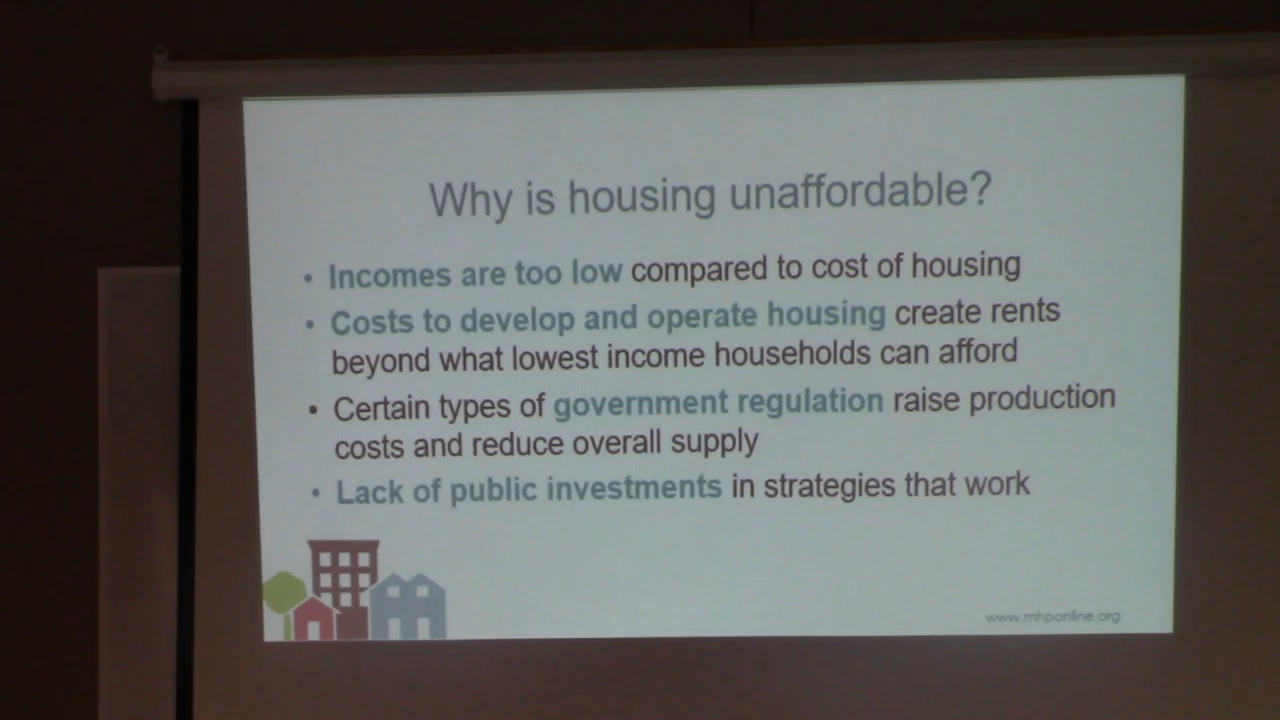 Why is housing unaffordable?
• Incomes are too low compared to cost of housing
• Costs to develop and operate housing create rents
beyond what lowest income households can afford
• Certain types of government regulation raise production
costs and reduce overall supply
• Lack of public investments in strategies that work
www.mhponline.org